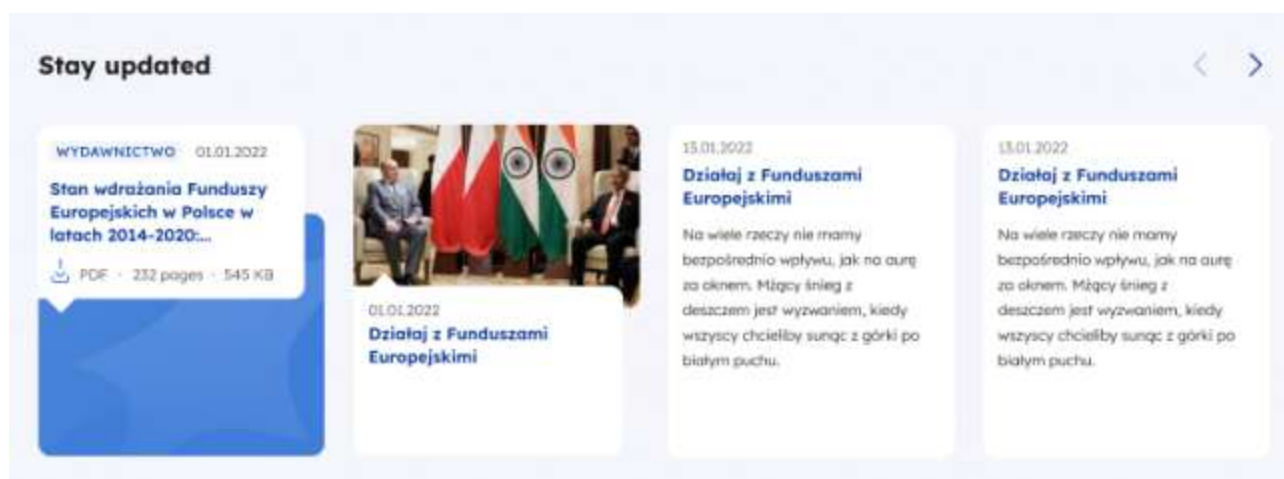 Stay updated
WYDAWNICTWO 01.01.2022
Stan wdrażania Funduszy
Europejskich w Polsce w
latach 2014-2020:...
PDF · 232 pages · 545 KB
01.01.2022
Działaj z Funduszami
Europejskimi
13.01.2022
Działaj z Funduszami
Europejskimi
Na wiele rzeczy nie mamy
bezpośrednio wpływu, jak na aurę
za oknem. Mżący śnieg z
deszczem jest wyzwaniem, kiedy
wszyscy chcieliby sunąc z górki po
białym puchu.
13.01.2022
Działaj z Funduszami
Europejskimi
Na wiele rzeczy nie mamy
bezpośrednio wpływu, jak na aurę
za oknem. Mżący śnieg z
deszczem jest wyzwaniem, kiedy
wszyscy chcieliby sunąc z górki po
białym puchu.